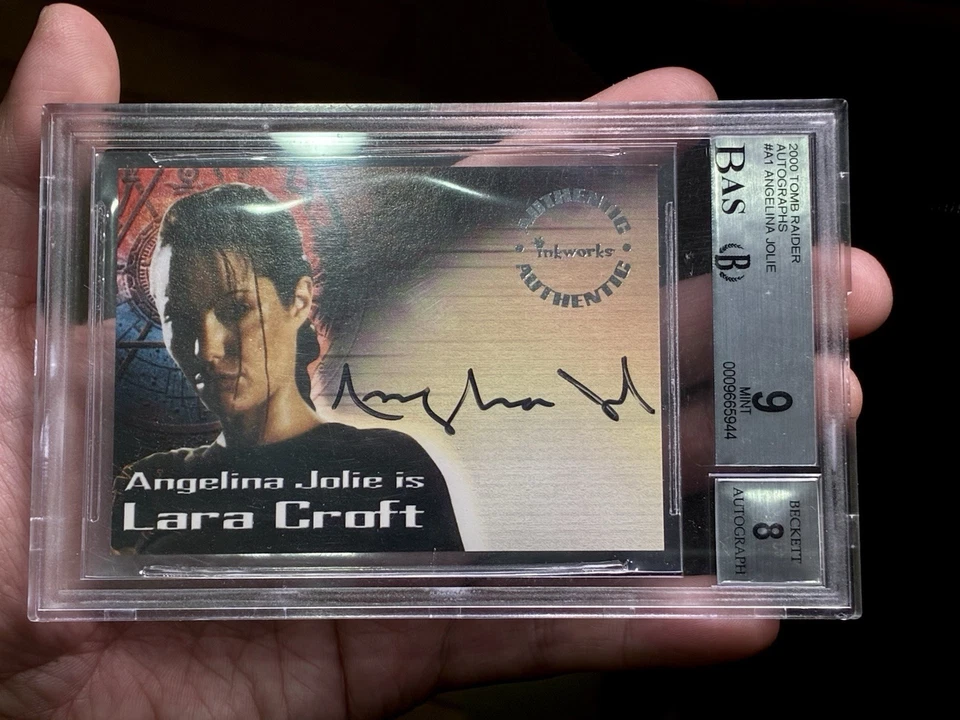 AUTHENTIC
inkworks
AUTHENTIC
Angelina Jolie is
Lara Croft
2000 TOMB RAIDER
AUTOGRAPHS
#A1 ANGELINA JOLIE
BAS
B
9
MINT
0009665944
BECKETT
8
AUTOGRAPH